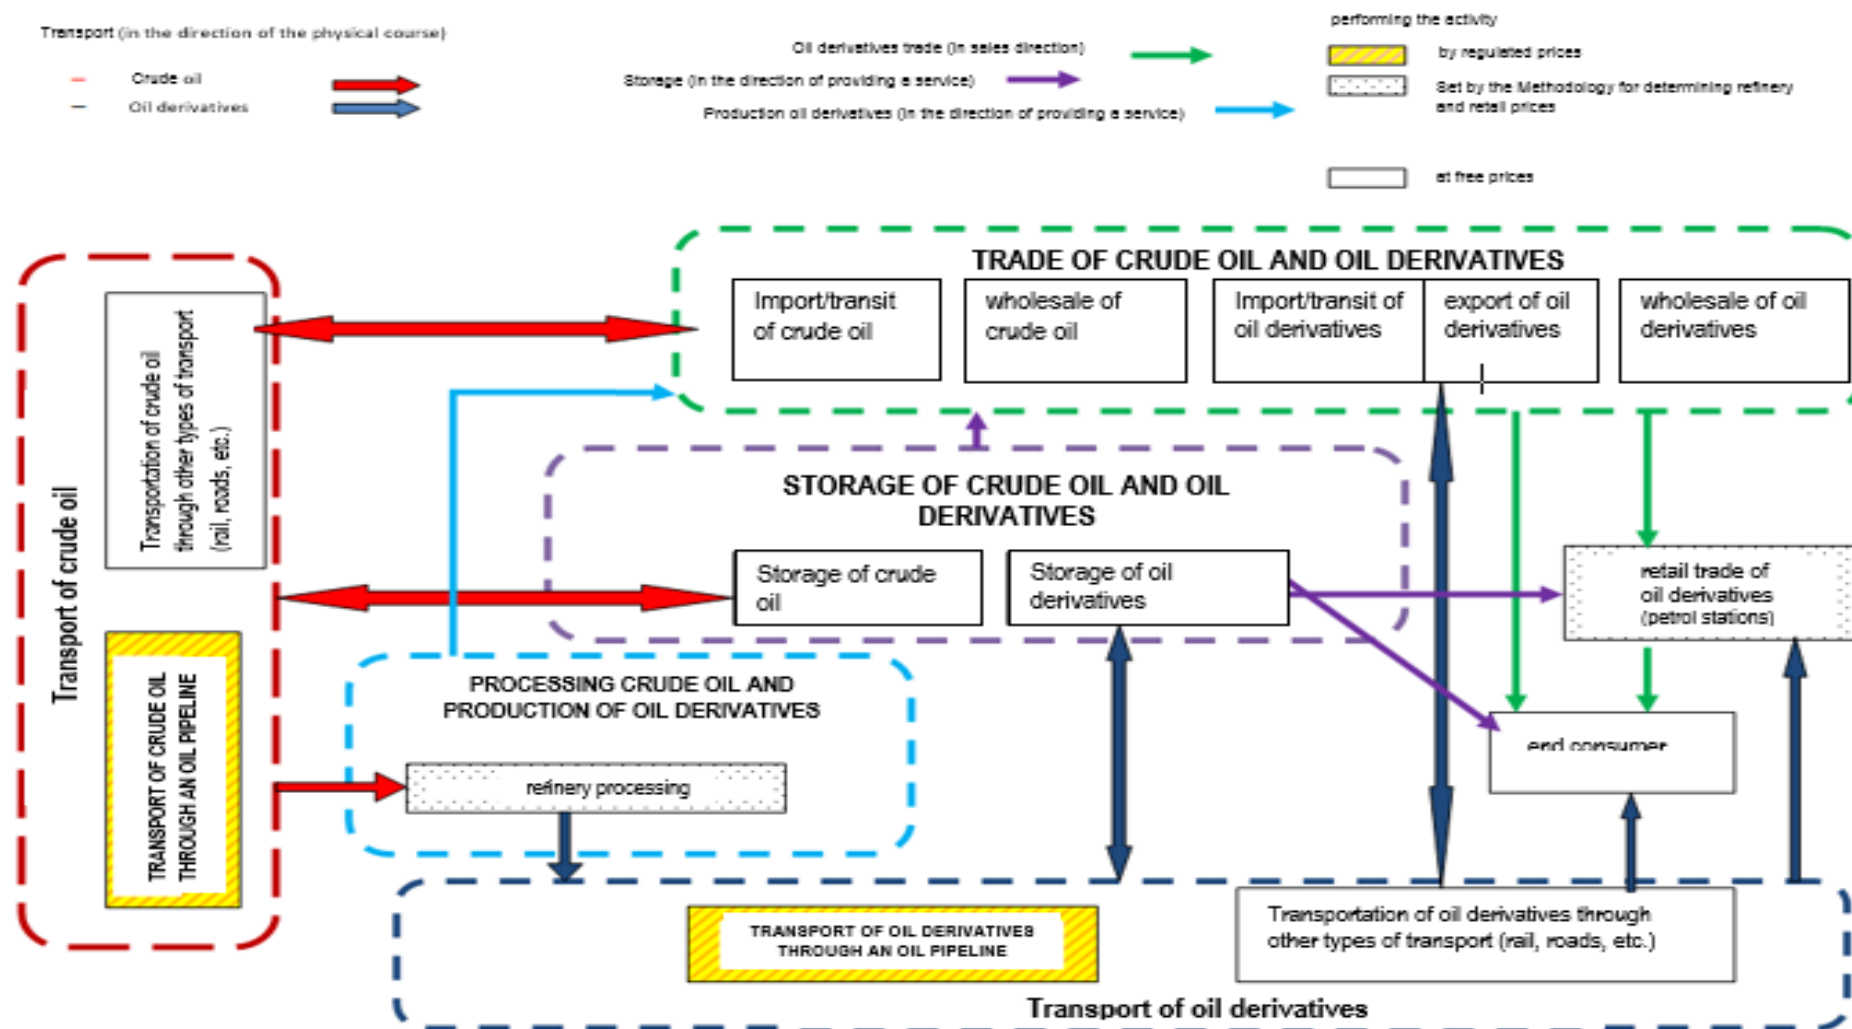 Transport (in the direction of the physical course)
Crude oil
Oil derivatives
Oil derivatives trade (in sales direction)
Storage (in the direction of providing a service)
Production oil derivatives (in the direction of providing a service)
performing the activity
by regulated prices
Set by the Methodology for determining refinery
and retail prices
at free prices
TRADE OF CRUDE OIL AND OIL DERIVATIVES
Import/transit
of crude oil
wholesale of
crude oil
Import/transit of
oil derivatives
export of oil
derivatives
wholesale of oil
derivatives
Transport of crude oil
Transportation of crude oil
through other types of transport
(rail, roads, etc.)
TRANSPORT OF CRUDE OIL
THROUGH AN OIL PIPELINE
STORAGE OF CRUDE OIL AND OIL
DERIVATIVES
Storage of crude
oil
Storage of oil
derivatives
retail trade of
oil derivatives
(petrol stations)
PROCESSING CRUDE OIL AND
PRODUCTION OF OIL DERIVATIVES
refinery processing
end consumer
TRANSPORT OF OIL DERIVATIVES
THROUGH AN OIL PIPELINE
Transportation of oil derivatives through
other types of transport (rail, roads, etc.)
Transport of oil derivatives